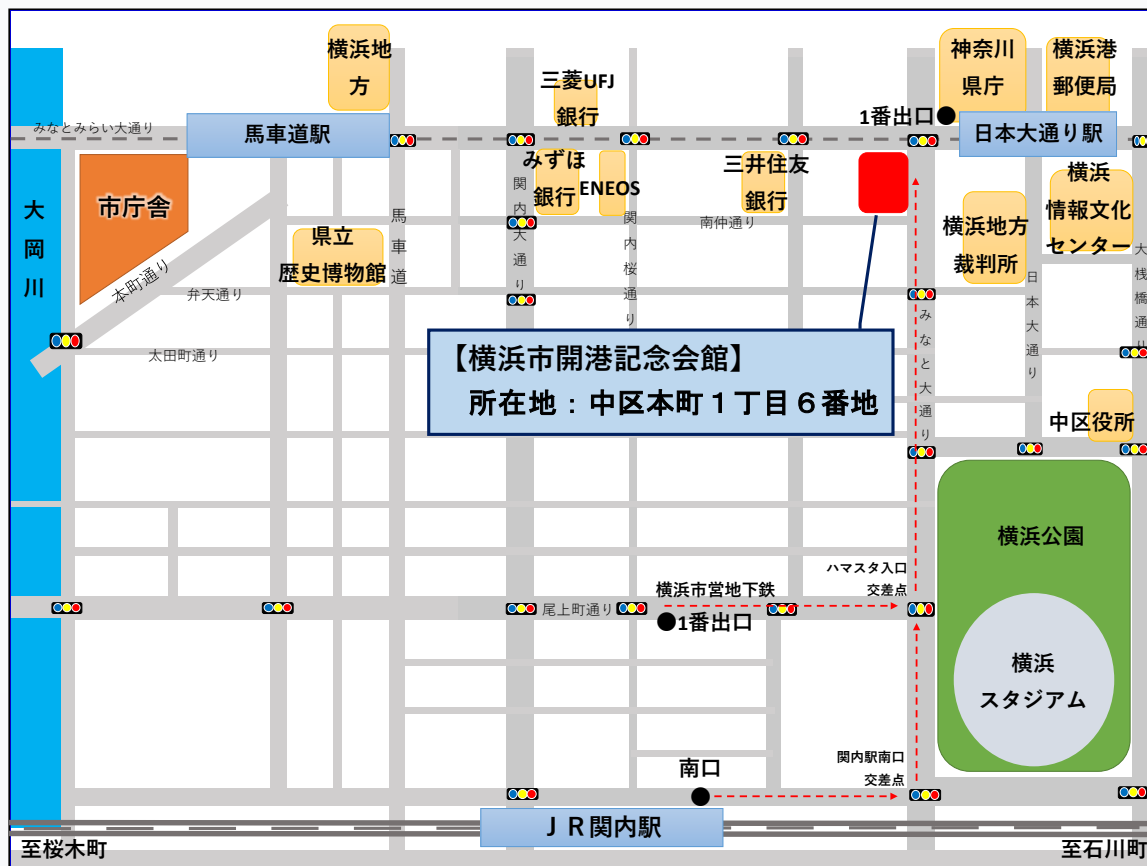 横浜地
方
神奈川
県庁
横浜港
郵便局
三菱UFJ
銀行
1番出口
みなとみらい大通り
馬車道駅
日本大通り駅
市庁舎
みずほ
銀行
ENEOS
三井住友
銀行
横浜
情報文化
センター
大岡川
関内大通り
馬車道
関内桜通り
南仲通り
横浜地方
裁判所
県立
歴史博物館
本町通り
弁天通り
太田町通り
日本大通り
大桟橋通り
みなと大通り
【横浜市開港記念会館】
所在地：中区本町１丁目６番地
中区役所
横浜公園
ハマスタ入口
交差点
横浜市営地下鉄
尾上町通り
1番出口
横浜
スタジアム
関内駅南口
交差点
南口
ＪＲ関内駅
至桜木町
至石川町